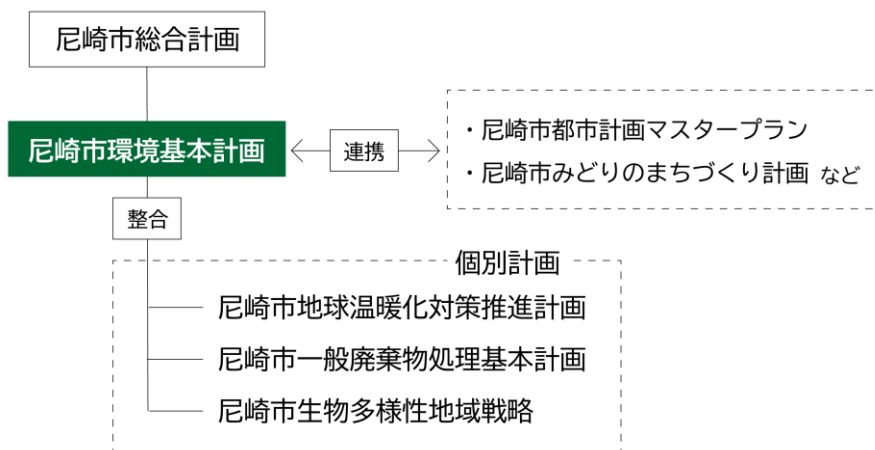 尼崎市総合計画
尼崎市環境基本計画
連携
・尼崎市都市計画マスタープラン
・尼崎市みどりのまちづくり計画 など
整合
個別計画
尼崎市地球温暖化対策推進計画
尼崎市一般廃棄物処理基本計画
尼崎市生物多様性地域戦略